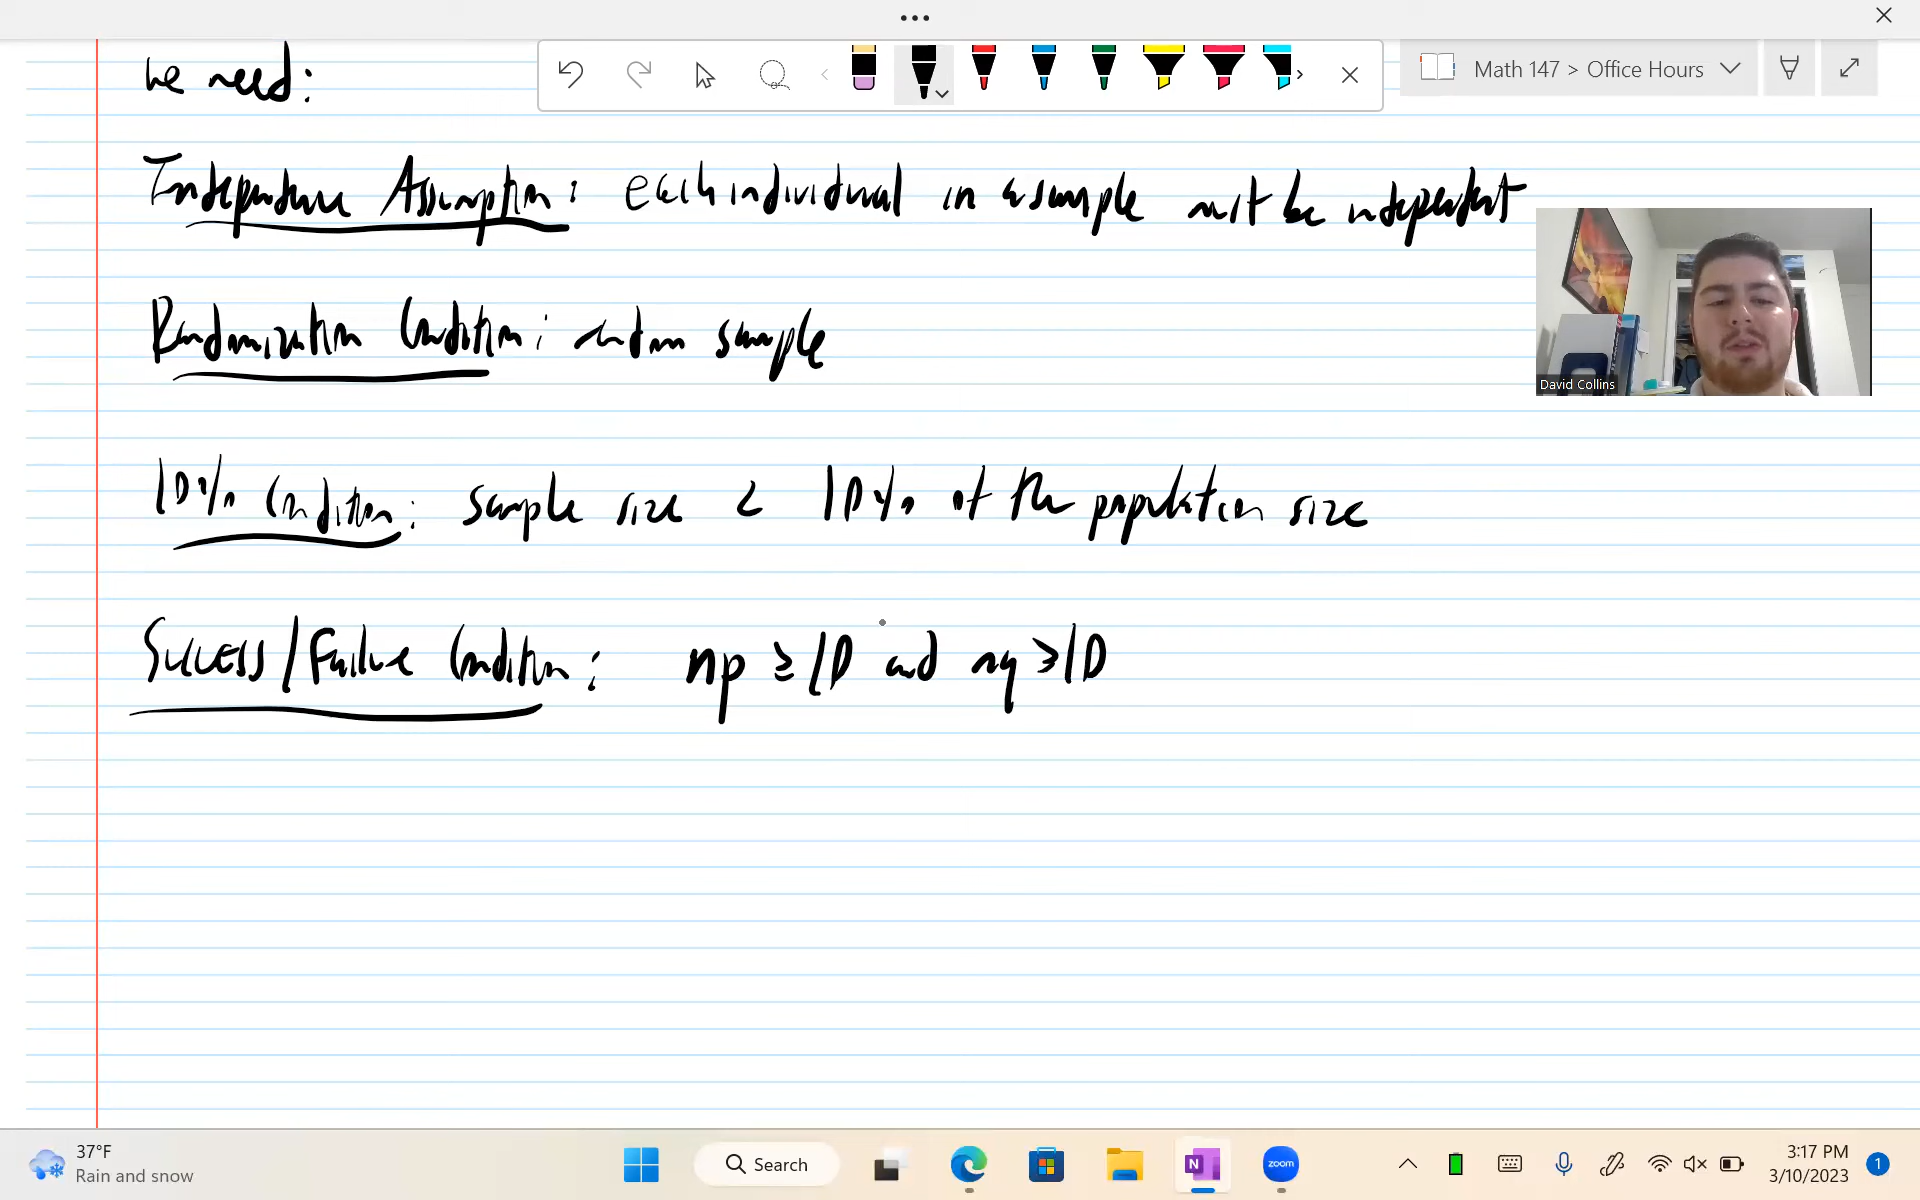 we need:
Math 147 > Office Hours
Independence Assumption: each individual in a sample must be independent
Randomization Condition: random sample
David Collins
10% Condition: sample size < 10% of the population size
Success/Failure Condition: np ≥ 10 and nq ≥ 10
37°F
Rain and snow
Search
N
zoom
3:17 PM
3/10/2023
1